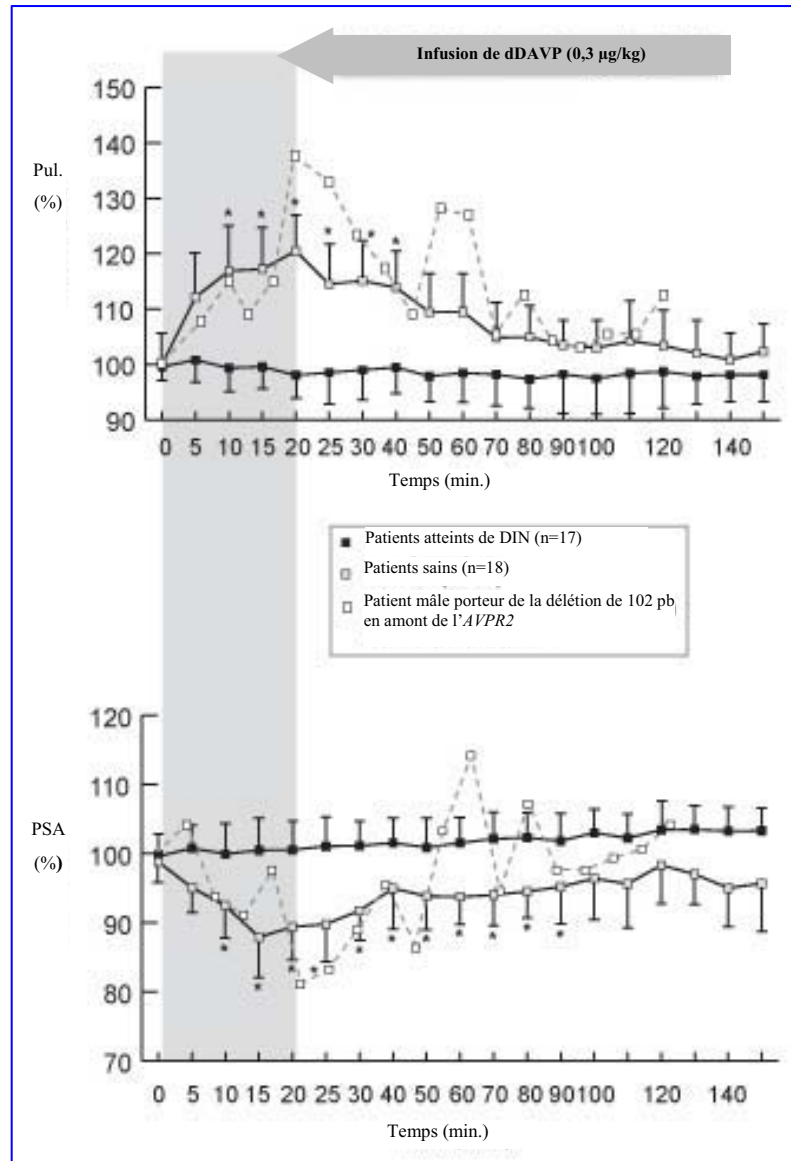 Infusion de dDAVP (0,3 µg/kg)
Pul.
(%)
150
140
130
120
110
100
90
* * * * * *
0 5 10 15 20 25 30 40 50 60 70 80 90 100 120 140
Temps (min.)
Patients atteints de DIN (n=17)
Patients sains (n=18)
Patient mâle porteur de la délétion de 102 pb
en amont de l'AVPR2
PSA
(%)
120
110
100
90
80
70
* * * * * * * * * *
0 5 10 15 20 25 30 40 50 60 70 80 90 100 120 140
Temps (min.)